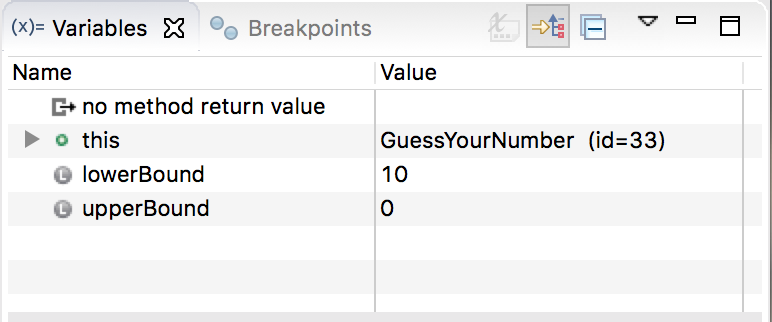 (x)= Variables Breakpoints
Name Value
no method return value
this GuessYourNumber (id=33)
L lowerBound 10
L upperBound 0